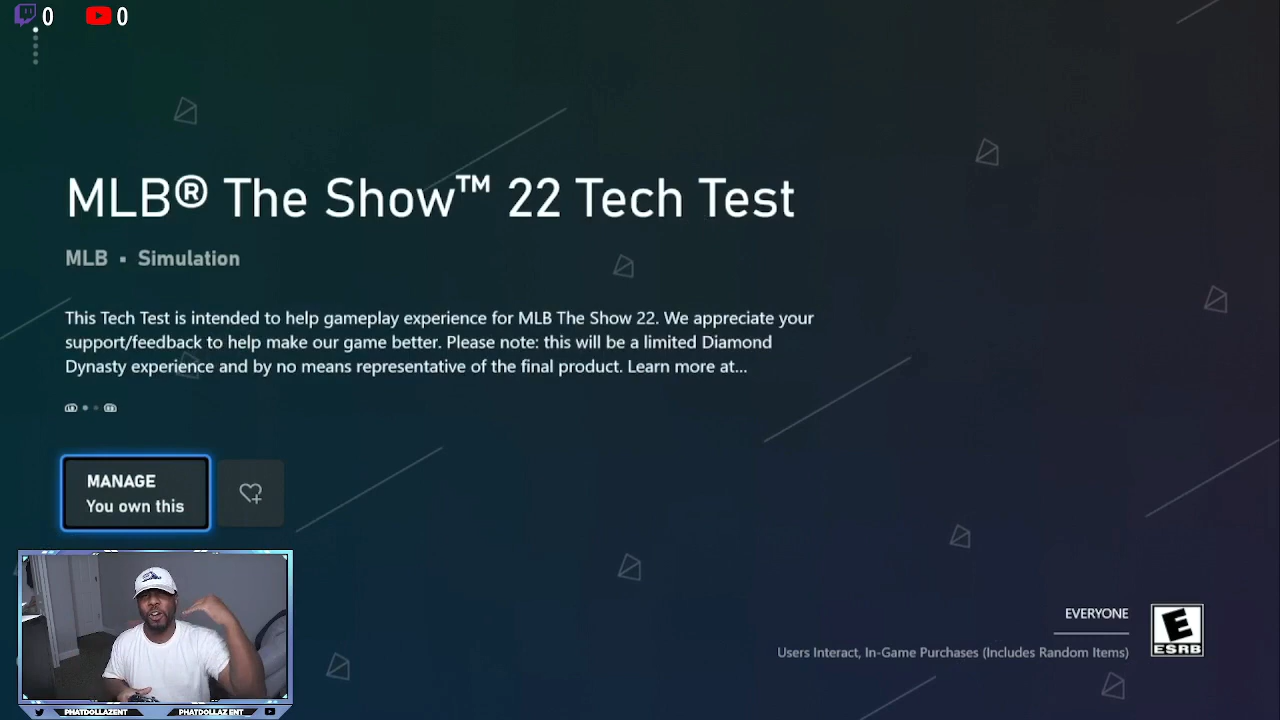 0 0
MLB® The Show™ 22 Tech Test
MLB ▪ Simulation
This Tech Test is intended to help gameplay experience for MLB The Show 22. We appreciate your
support/feedback to help make our game better. Please note: this will be a limited Diamond
Dynasty experience and by no means representative of the final product. Learn more at...
LB RB
MANAGE
You own this
EVERYONE
Users Interact, In-Game Purchases (Includes Random Items)
E
ESRB
PHATDOLLAZENT PHATDOLLAZ ENT